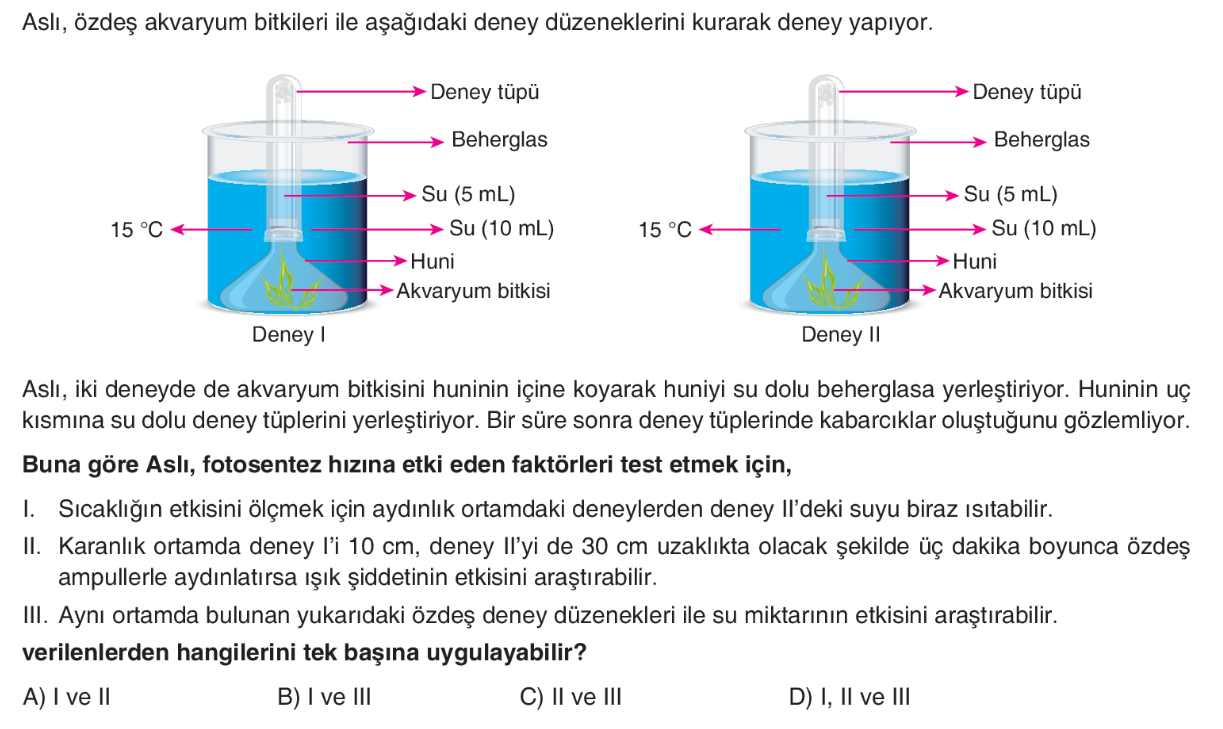 Aslı, özdeş akvaryum bitkileri ile aşağıdaki deney düzeneklerini kurarak deney yapıyor.
Deney tüpü
Beherglas
Su (5 mL)
15 °C
Su (10 mL)
Huni
Akvaryum bitkisi
Deney I
Deney tüpü
Beherglas
Su (5 mL)
15 °C
Su (10 mL)
Huni
Akvaryum bitkisi
Deney II
Aslı, iki deneyde de akvaryum bitkisini huninin içine koyarak huniyi su dolu beherglasa yerleştiriyor. Huninin uç
kısmına su dolu deney tüplerini yerleştiriyor. Bir süre sonra deney tüplerinde kabarcıklar oluştuğunu gözlemliyor.
Buna göre Aslı, fotosentez hızına etki eden faktörleri test etmek için,
I. Sıcaklığın etkisini ölçmek için aydınlık ortamdaki deneylerden deney II’deki suyu biraz ısıtabilir.
II. Karanlık ortamda deney I’i 10 cm, deney II’yi de 30 cm uzaklıkta olacak şekilde üç dakika boyunca özdeş
ampullerle aydınlatırsa ışık şiddetinin etkisini araştırabilir.
III. Aynı ortamda bulunan yukarıdaki özdeş deney düzenekleri ile su miktarının etkisini araştırabilir.
verilenlerden hangilerini tek başına uygulayabilir?
A) I ve II B) I ve III C) II ve III D) I, II ve III